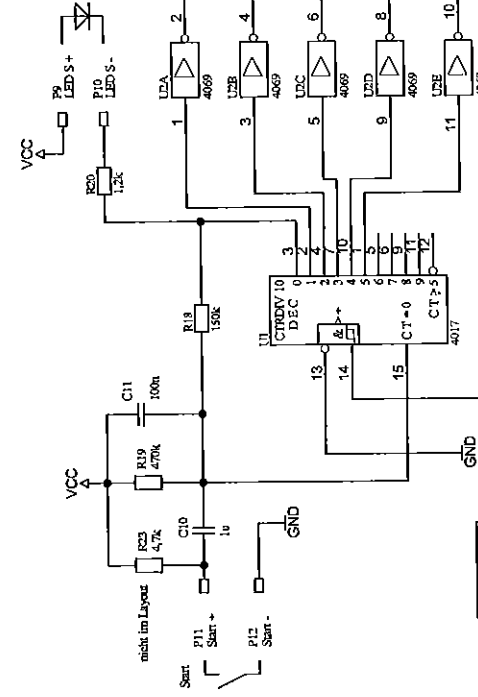 2
4
6
8
10
P9
LED S +
P10
LED S -
VCC
U2A
4069
U2B
4069
U2C
4069
U2D
4069
U2E
1
3
5
9
11
R20
1,2k
R18
150k
3
2
4
7
10
1
5
6
9
11
12
U1
CTRDIV 10
DEC
0
1
2
3
4
5
6
7
8
9
CT≥5
&
+
CT=0
4017
13
14
15
GND
C11
100n
VCC
R19
470k
R23
4,7k
C10
1u
GND
nicht im Layout
P11
Start +
P12
Start -
Start